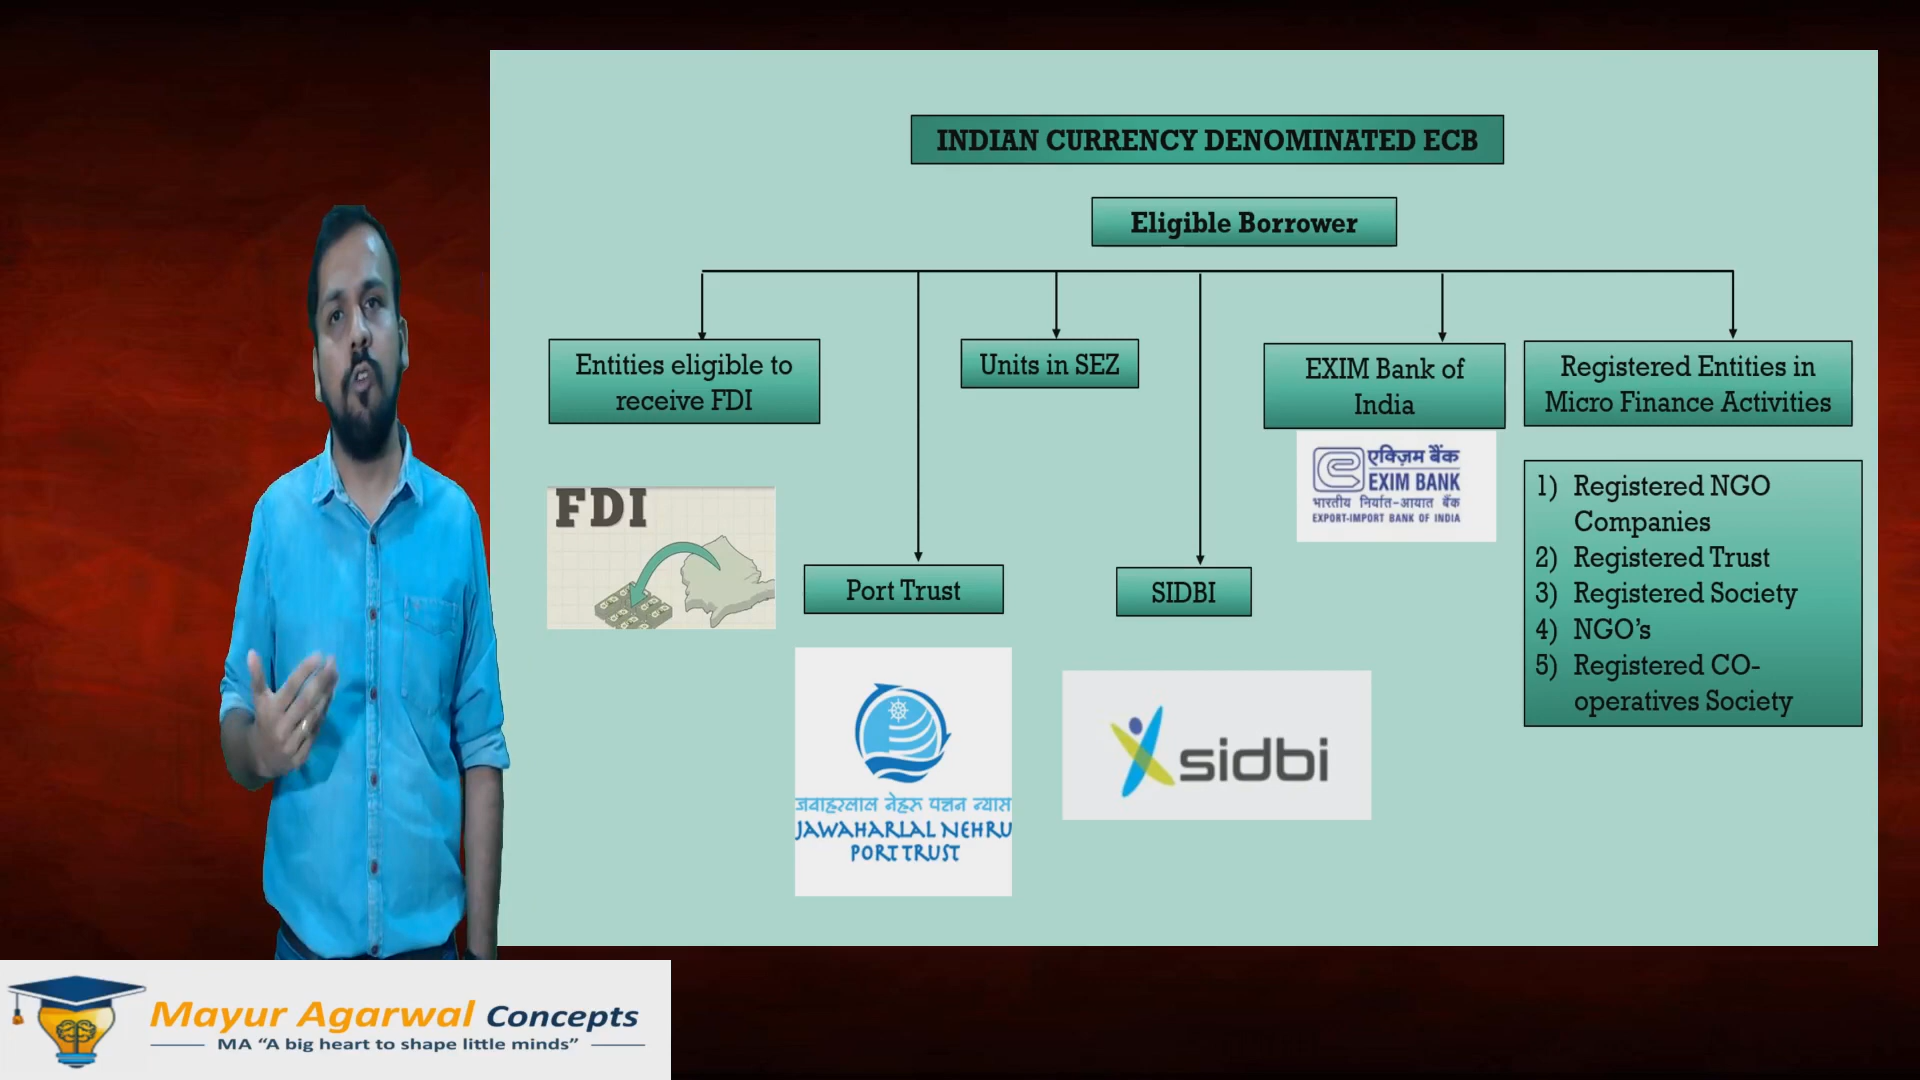 INDIAN CURRENCY DENOMINATED ECB
Eligible Borrower
Entities eligible to
receive FDI
Units in SEZ
EXIM Bank of
India
Registered Entities in
Micro Finance Activities
FDI
Port Trust
SIDBI
एक्ज़िम बैंक
EXIM BANK
भारतीय निर्यात-आयात बैंक
EXPORT-IMPORT BANK OF INDIA
1) Registered NGO
Companies
2) Registered Trust
3) Registered Society
4) NGO's
5) Registered CO-
operatives Society
जवाहरलाल नेहरू पत्तन न्यास
JAWAHARLAL NEHRU
PORT TRUST
sidbi
Mayur Agarwal Concepts
MA “A big heart to shape little minds”